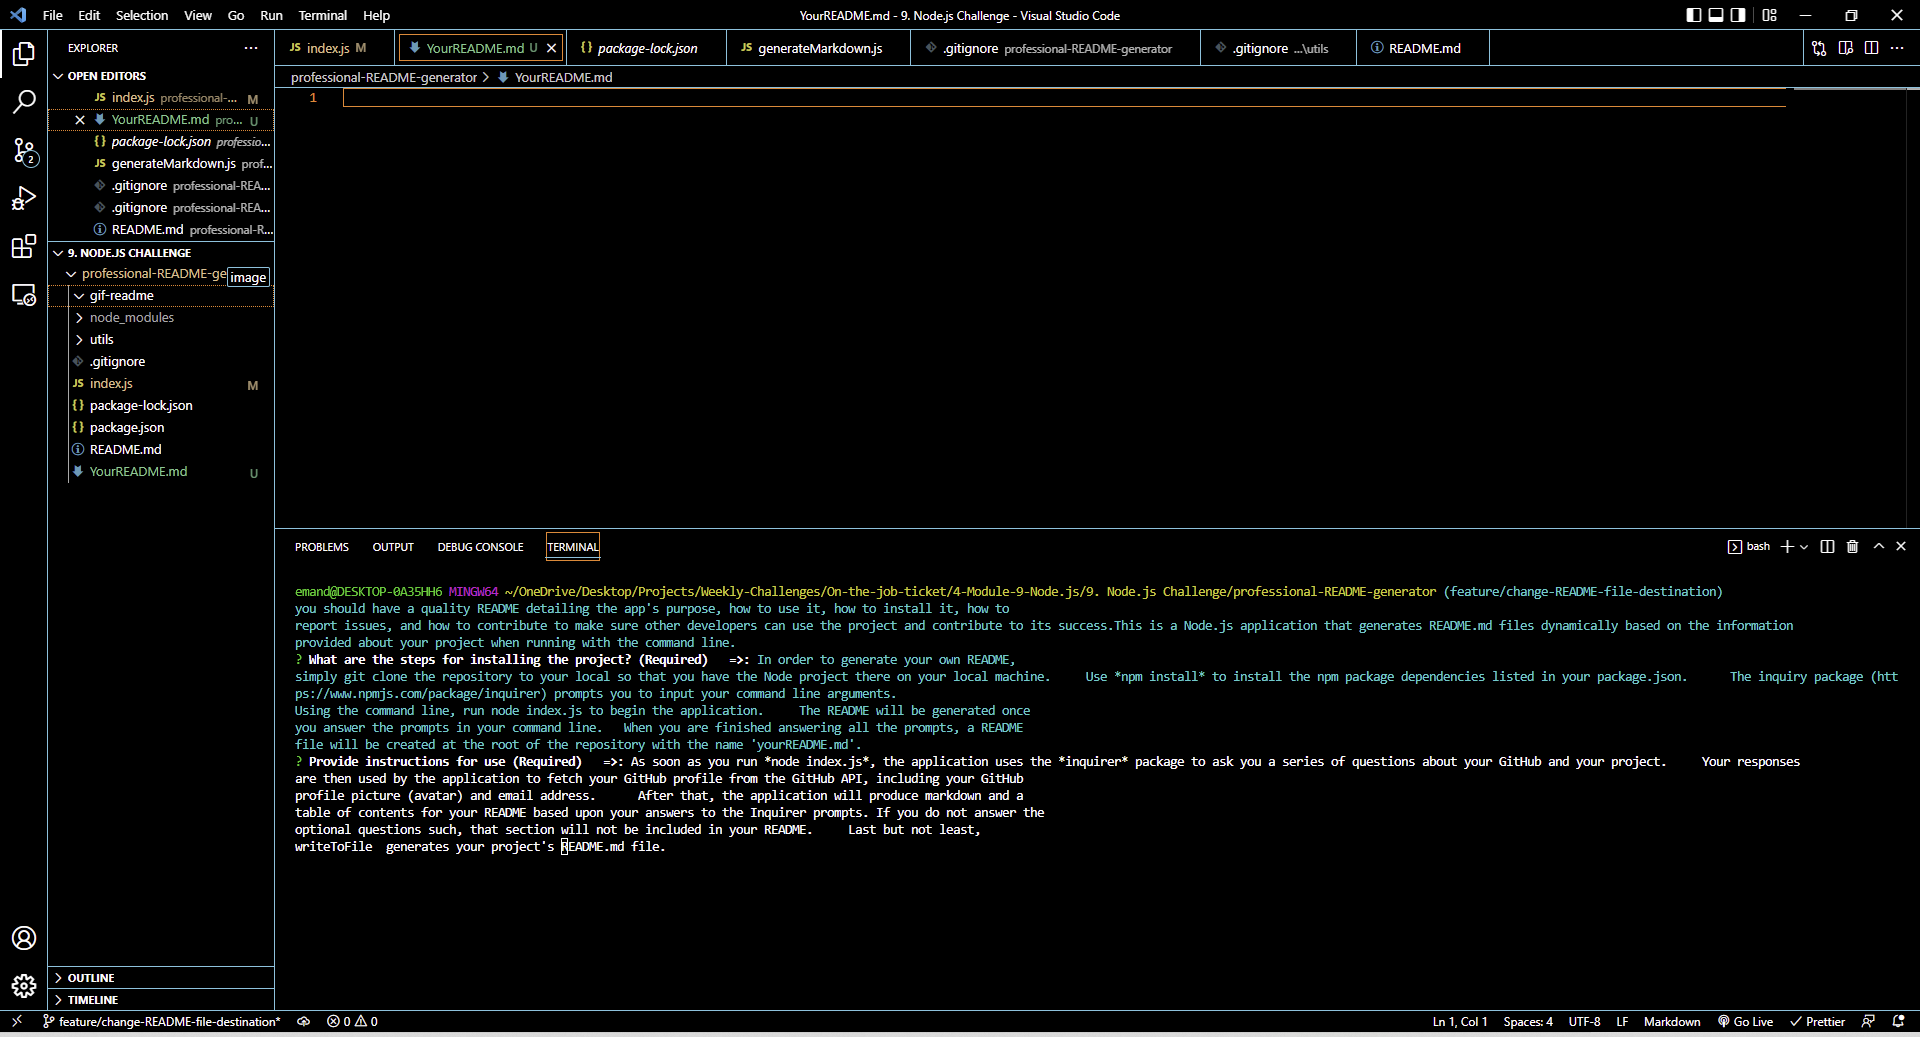 File Edit Selection View Go Run Terminal Help
YourREADME.md - 9. Node.js Challenge - Visual Studio Code
EXPLORER
OPEN EDITORS
JS index.js professional-... M
YourREADME.md pro... U
{} package-lock.json professio...
JS generateMarkdown.js prof...
.gitignore professional-REA...
.gitignore professional-REA...
README.md professional-R...
9. NODE.JS CHALLENGE
professional-README-ge
image
gif-readme
node_modules
utils
.gitignore
JS index.js M
{} package-lock.json
{} package.json
README.md
YourREADME.md U
OUTLINE
TIMELINE
JS index.js M
YourREADME.md U
{} package-lock.json
JS generateMarkdown.js
.gitignore professional-README-generator
.gitignore ...\utils
README.md
professional-README-generator > YourREADME.md
1
PROBLEMS OUTPUT DEBUG CONSOLE TERMINAL
bash
emand@DESKTOP-0A35HH6 MINGW64 ~/OneDrive/Desktop/Projects/Weekly-Challenges/On-the-job-ticket/4-Module-9-Node.js/9. Node.js Challenge/professional-README-generator (feature/change-README-file-destination)
you should have a quality README detailing the app's purpose, how to use it, how to install it, how to
report issues, and how to contribute to make sure other developers can use the project and contribute to its success.This is a Node.js application that generates README.md files dynamically based on the information
provided about your project when running with the command line.
? What are the steps for installing the project? (Required) =>: In order to generate your own README,
simply git clone the repository to your local so that you have the Node project there on your local machine. Use *npm install* to install the npm package dependencies listed in your package.json. The inquiry package (htt
ps://www.npmjs.com/package/inquirer) prompts you to input your command line arguments.
Using the command line, run node index.js to begin the application. The README will be generated once
you answer the prompts in your command line. When you are finished answering all the prompts, a README
file will be created at the root of the repository with the name 'yourREADME.md'.
? Provide instructions for use (Required) =>: As soon as you run *node index.js*, the application uses the *inquirer* package to ask you a series of questions about your GitHub and your project. Your responses
are then used by the application to fetch your GitHub profile from the GitHub API, including your GitHub
profile picture (avatar) and email address. After that, the application will produce markdown and a
table of contents for your README based upon your answers to the Inquirer prompts. If you do not answer the
optional questions such, that section will not be included in your README. Last but not least,
writeToFile generates your project's README.md file.
feature/change-README-file-destination* 0 0
Ln 1, Col 1 Spaces: 4 UTF-8 LF Markdown Go Live Prettier
2